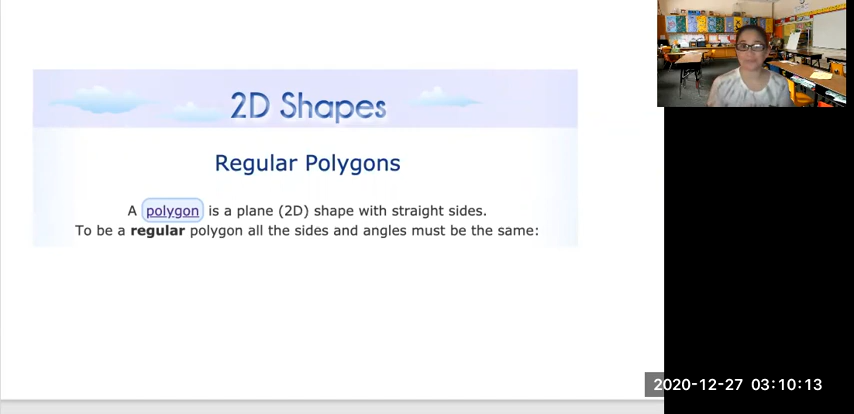 2D Shapes
Regular Polygons
A polygon is a plane (2D) shape with straight sides.
To be a regular polygon all the sides and angles must be the same:
2020-12-27 03:10:13